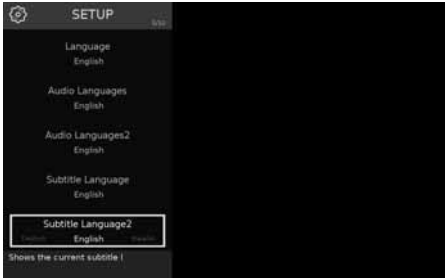 SETUP
Language
English
Audio Languages
English
Audio Languages2
English
Subtitle Language
English
Subtitle Language2
English
Shows the current subtitle l